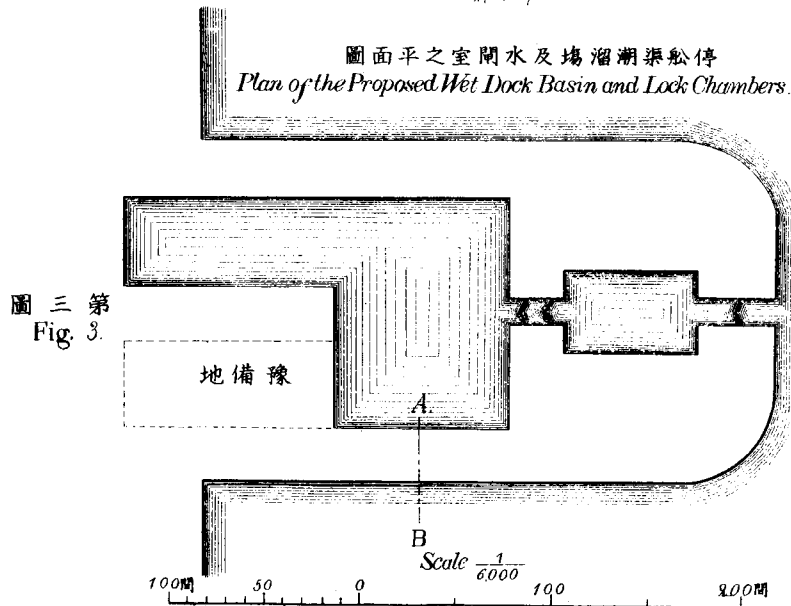 圖面平之室閘水及塲溜潮渠舩停
Plan of the Proposed Wet Dock Basin and Lock Chambers.
圖三第
Fig. 3.
地備豫
A.
B
Scale 1/6,000
100間 50 0 100 200間